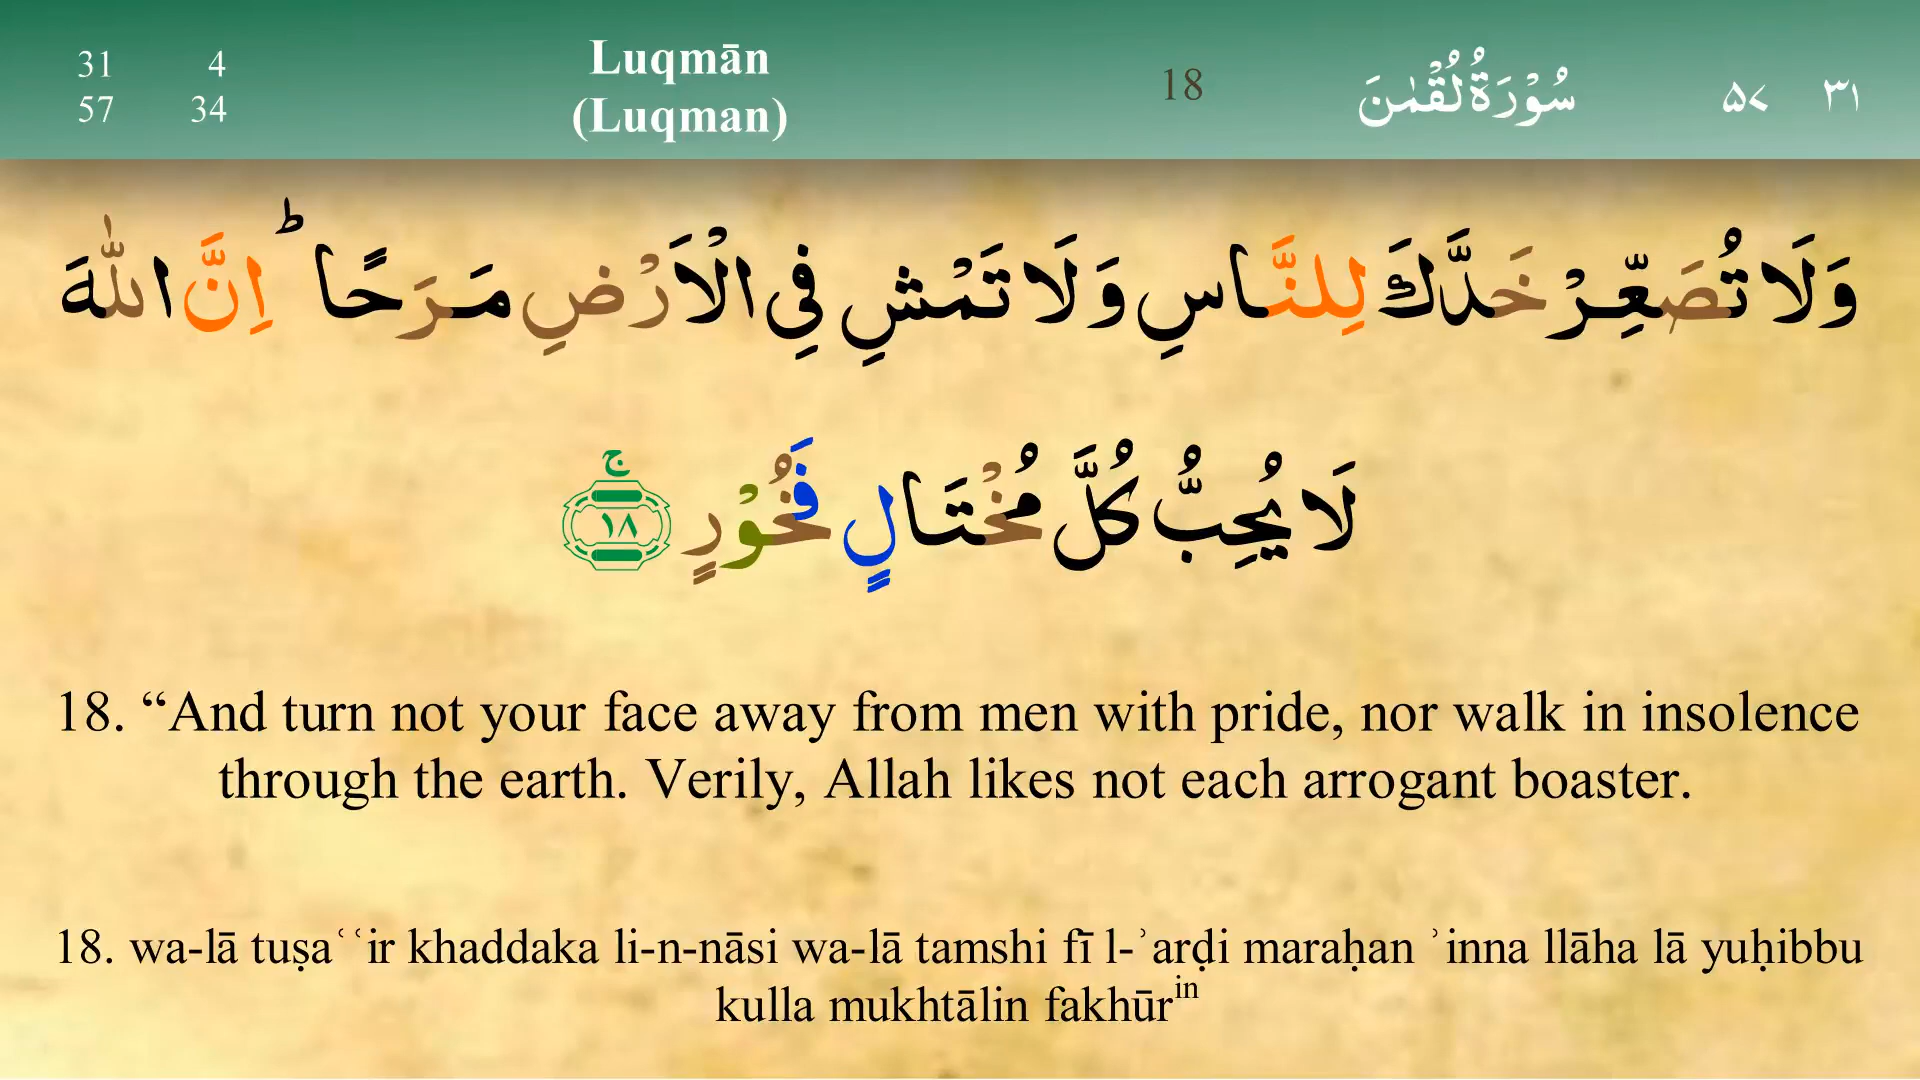 31 4
57 34
Luqmān
(Luqman)
18
سُوْرَةُ لُقْمٰنَ
٥٧ ٣١
وَلَا تُصَعِّرْ خَدَّكَ لِلنَّاسِ وَلَا تَمْشِ فِى الْاَرْضِ مَرَحًا ؕ اِنَّ اللّٰهَ
لَا يُحِبُّ كُلَّ مُخْتَالٍ فَخُوْرٍ ۚ ١٨
18. “And turn not your face away from men with pride, nor walk in insolence
through the earth. Verily, Allah likes not each arrogant boaster.
18. wa-lā tuṣaʿʿir khaddaka li-n-nāsi wa-lā tamshi fī l-ʾarḍi maraḥan ʾinna llāha lā yuḥibbu
kulla mukhtālin fakhūrin